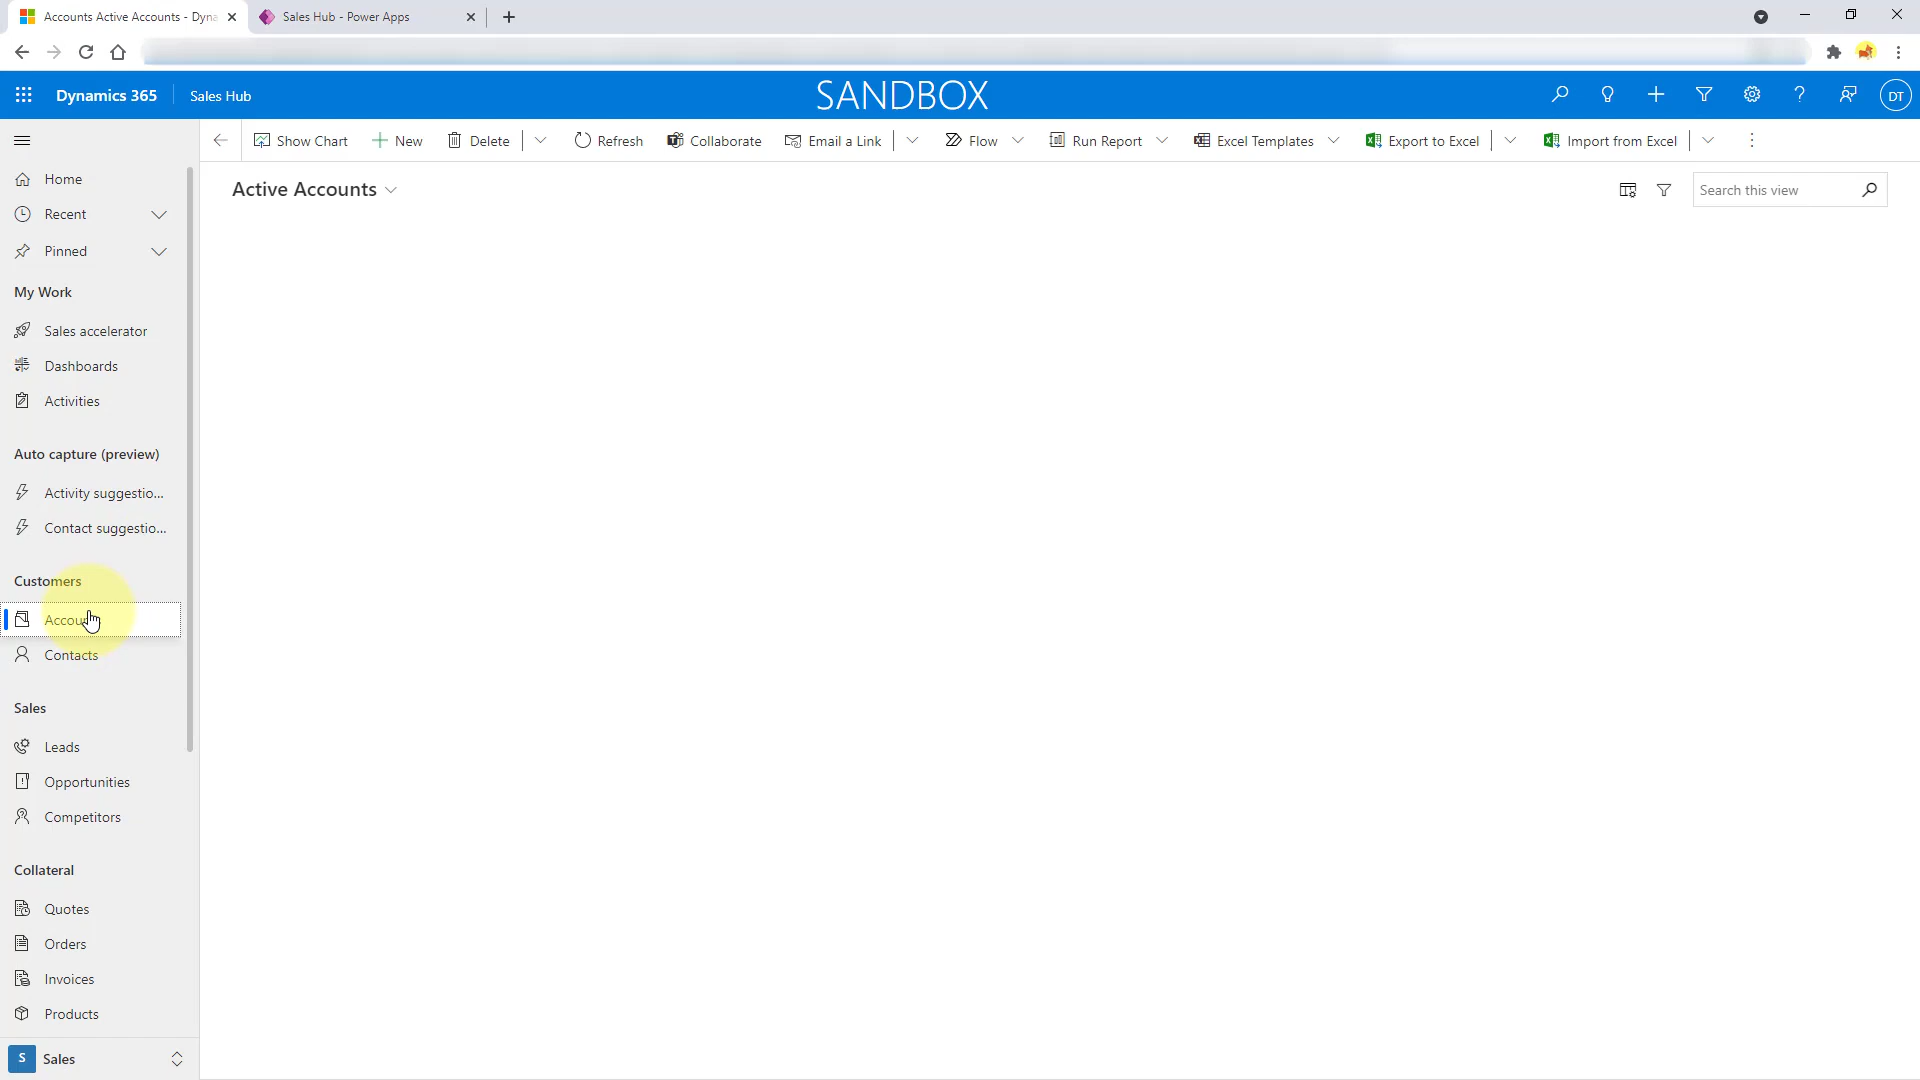 Accounts Active Accounts - Dyna
Sales Hub - Power Apps
Dynamics 365
Sales Hub
SANDBOX
DT
Show Chart
New
Delete
Refresh
Collaborate
Email a Link
Flow
Run Report
Excel Templates
Export to Excel
Import from Excel
Active Accounts
Search this view
Home
Recent
Pinned
My Work
Sales accelerator
Dashboards
Activities
Auto capture (preview)
Activity suggestio...
Contact suggestio...
Customers
Accou
Contacts
Sales
Leads
Opportunities
Competitors
Collateral
Quotes
Orders
Invoices
Products
S
Sales